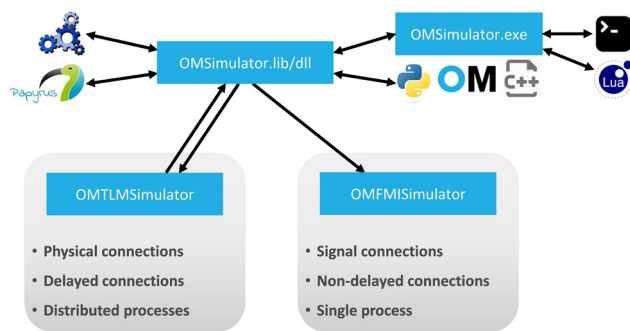 OMSimulator.exe
OMSimulator.lib/dll
>_
Papyrus
OM
C++
Lua
OMTLMSimulator
OMFMISimulator
• Physical connections
• Delayed connections
• Distributed processes
• Signal connections
• Non-delayed connections
• Single process